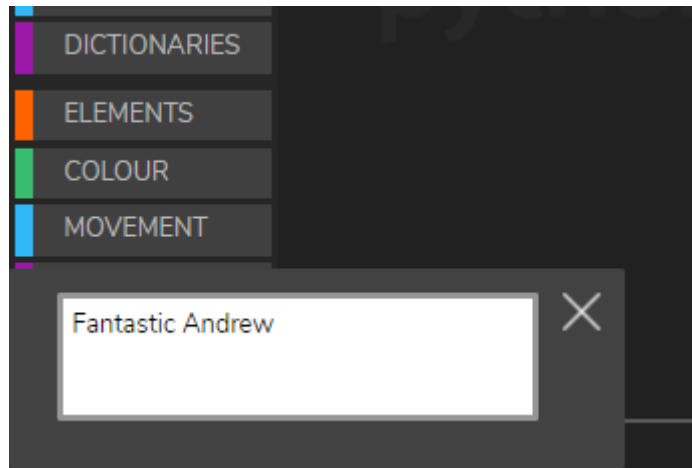 DICTIONARIES
ELEMENTS
COLOUR
MOVEMENT
Fantastic Andrew